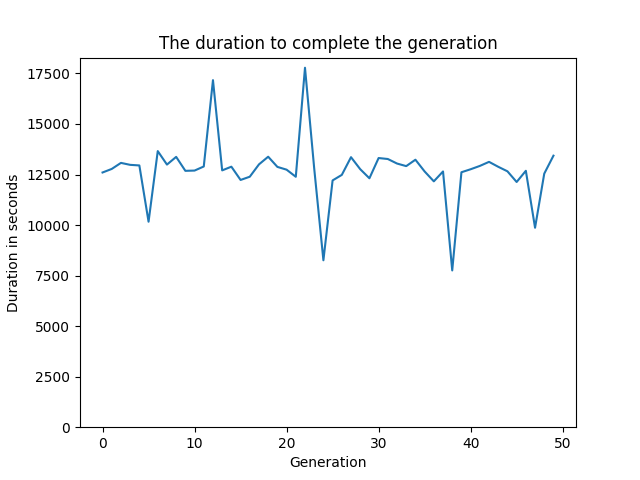 The duration to complete the generation
17500
15000
12500
10000
7500
5000
2500
0
Duration in seconds
0 10 20 30 40 50
Generation